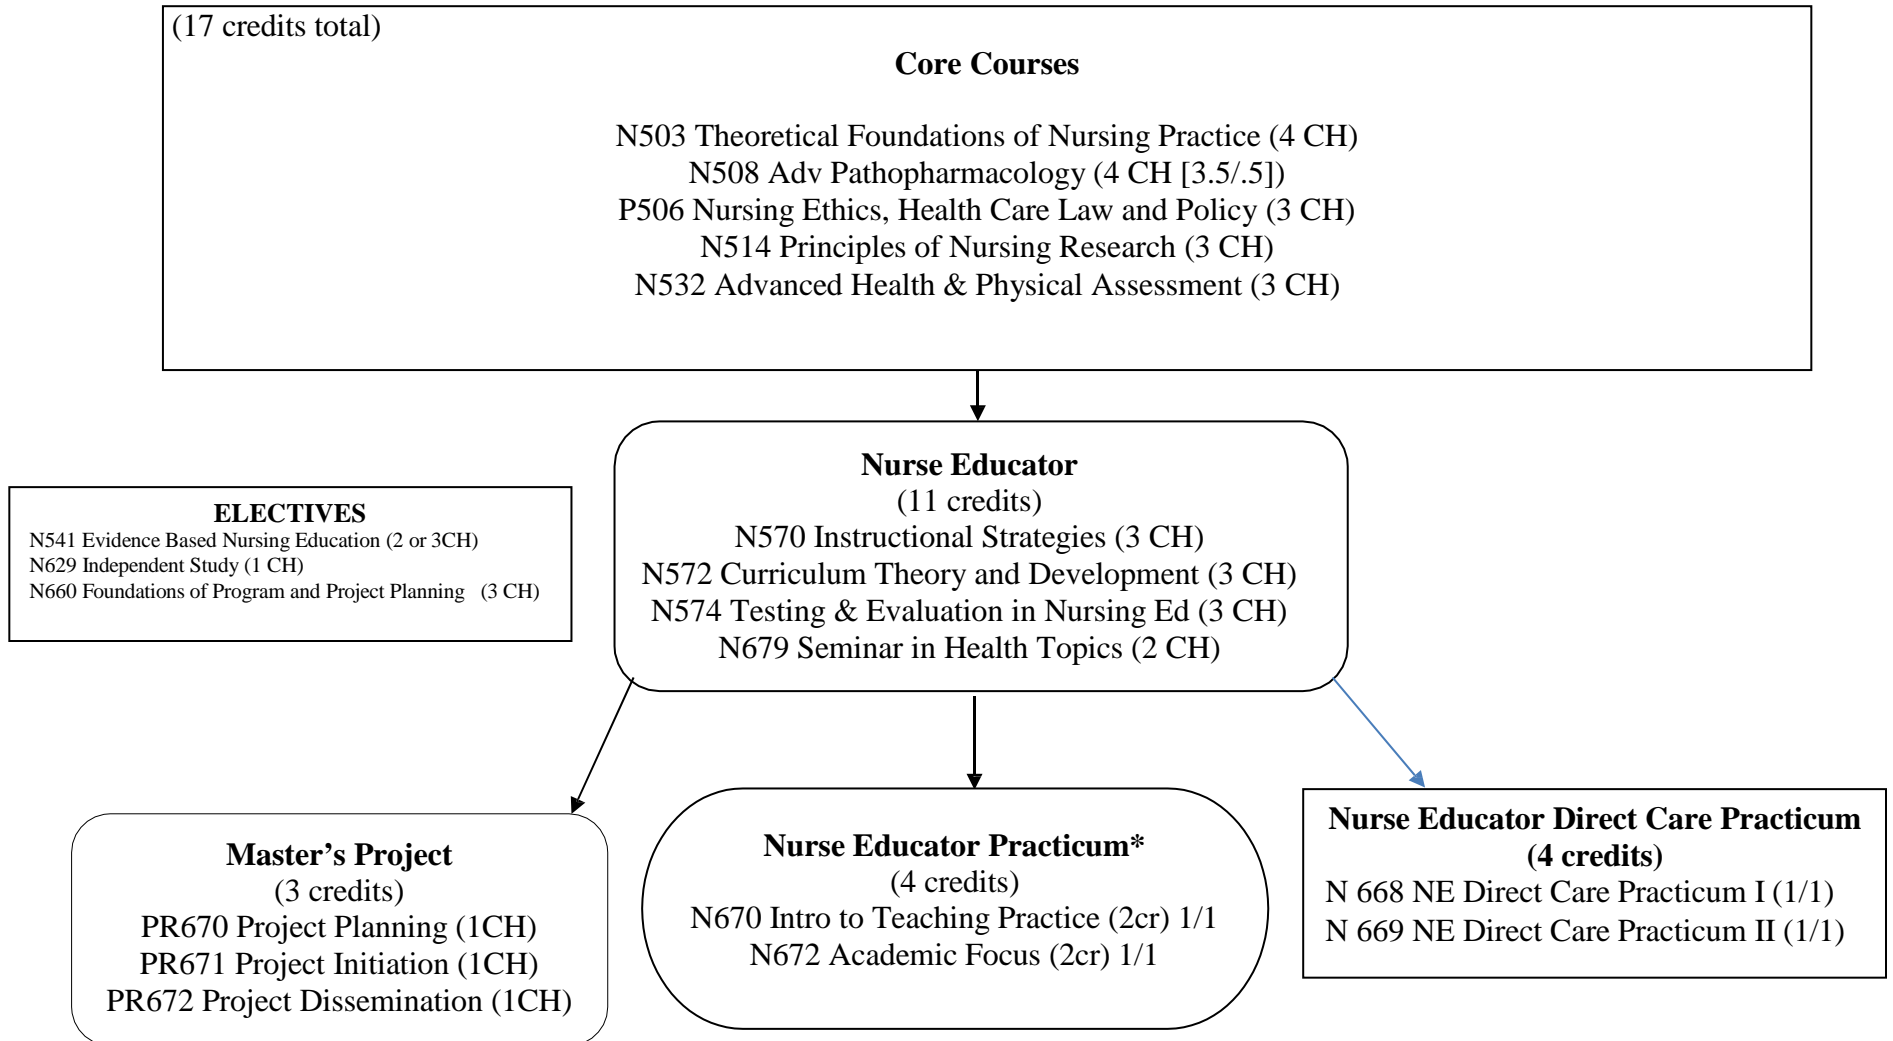 (17 credits total)
Core Courses
N503 Theoretical Foundations of Nursing Practice (4 CH)
N508 Adv Pathopharmacology (4 CH [3.5/.5])
P506 Nursing Ethics, Health Care Law and Policy (3 CH)
N514 Principles of Nursing Research (3 CH)
N532 Advanced Health & Physical Assessment (3 CH)
Nurse Educator
(11 credits)
N570 Instructional Strategies (3 CH)
N572 Curriculum Theory and Development (3 CH)
N574 Testing & Evaluation in Nursing Ed (3 CH)
N679 Seminar in Health Topics (2 CH)
ELECTIVES
N541 Evidence Based Nursing Education (2 or 3CH)
N629 Independent Study (1 CH)
N660 Foundations of Program and Project Planning (3 CH)
Master’s Project
(3 credits)
PR670 Project Planning (1CH)
PR671 Project Initiation (1CH)
PR672 Project Dissemination (1CH)
Nurse Educator Practicum*
(4 credits)
N670 Intro to Teaching Practice (2cr) 1/1
N672 Academic Focus (2cr) 1/1
Nurse Educator Direct Care Practicum
(4 credits)
N 668 NE Direct Care Practicum I (1/1)
N 669 NE Direct Care Practicum II (1/1)